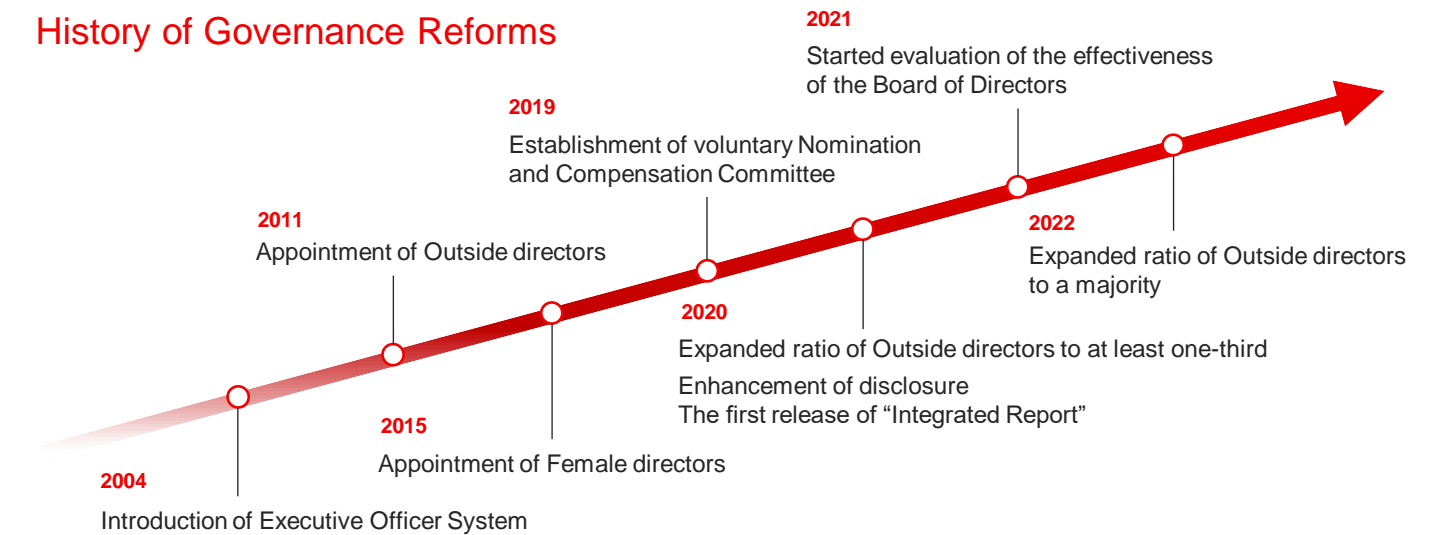 History of Governance Reforms
2004
Introduction of Executive Officer System
2011
Appointment of Outside directors
2015
Appointment of Female directors
2019
Establishment of voluntary Nomination
and Compensation Committee
2020
Expanded ratio of Outside directors to at least one-third
Enhancement of disclosure
The first release of “Integrated Report”
2021
Started evaluation of the effectiveness
of the Board of Directors
2022
Expanded ratio of Outside directors
to a majority